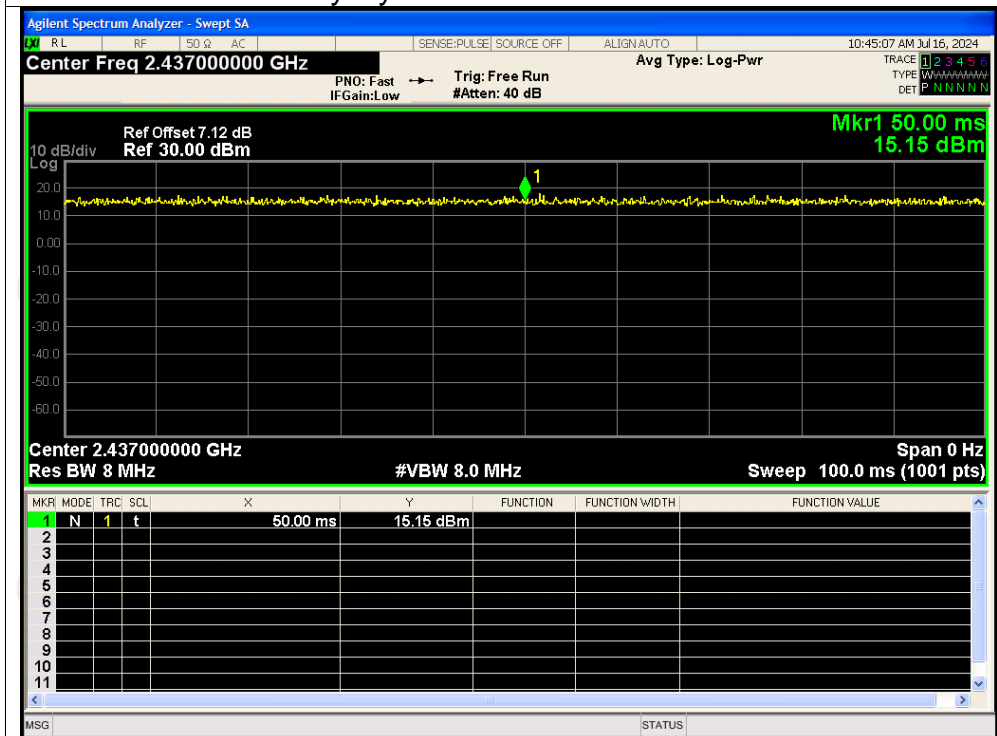 Agilent Spectrum Analyzer - Swept SA
LXI RL RF 50 Ω AC SENSE:PULSE SOURCE OFF ALIGN AUTO 10:45:07 AM Jul 16, 2024
Center Freq 2.437000000 GHz
PNO: Fast
IFGain:Low
Trig: Free Run
#Atten: 40 dB
Avg Type: Log-Pwr
TRACE 1 2 3 4 5 6
TYPE W
DET P N N N N N
Ref Offset 7.12 dB
10 dB/div Ref 30.00 dBm
Log
Mkr1 50.00 ms
15.15 dBm
1
20.0
10.0
0.00
-10.0
-20.0
-30.0
-40.0
-50.0
-60.0
Center 2.437000000 GHz Span 0 Hz
Res BW 8 MHz #VBW 8.0 MHz Sweep 100.0 ms (1001 pts)
MKR MODE TRC SCL X Y FUNCTION FUNCTION WIDTH FUNCTION VALUE
1 N 1 t 50.00 ms 15.15 dBm
2
3
4
5
6
7
8
9
10
11
MSG STATUS